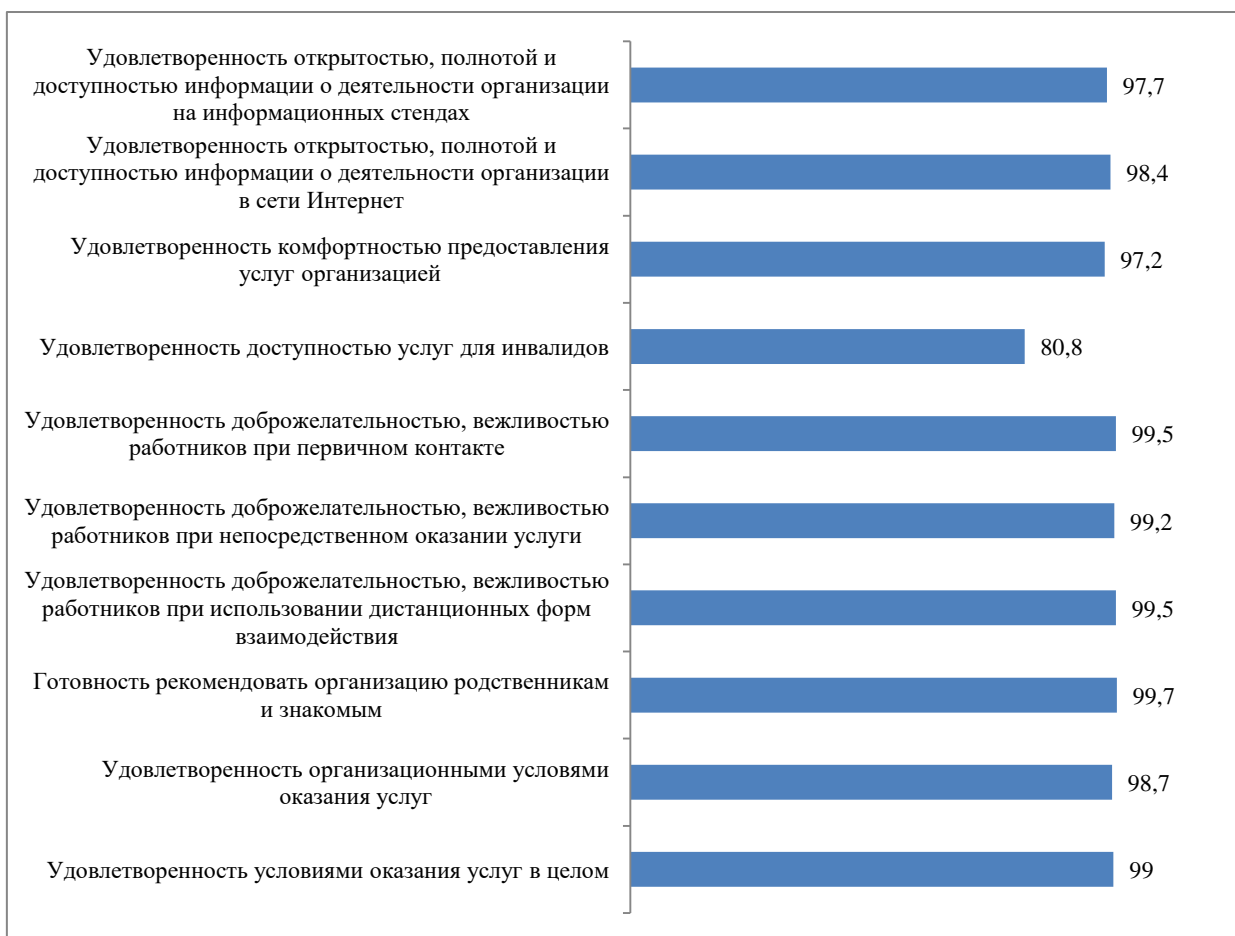 Удовлетворенность открытостью, полнотой и
доступностью информации о деятельности организации
на информационных стендах
97,7
Удовлетворенность открытостью, полнотой и
доступностью информации о деятельности организации
в сети Интернет
98,4
Удовлетворенность комфортностью предоставления
услуг организацией
97,2
Удовлетворенность доступностью услуг для инвалидов
80,8
Удовлетворенность доброжелательностью, вежливостью
работников при первичном контакте
99,5
Удовлетворенность доброжелательностью, вежливостью
работников при непосредственном оказании услуги
99,2
Удовлетворенность доброжелательностью, вежливостью
работников при использовании дистанционных форм
взаимодействия
99,5
Готовность рекомендовать организацию родственникам
и знакомым
99,7
Удовлетворенность организационными условями
оказания услуг
98,7
Удовлетворенность условиями оказания услуг в целом
99